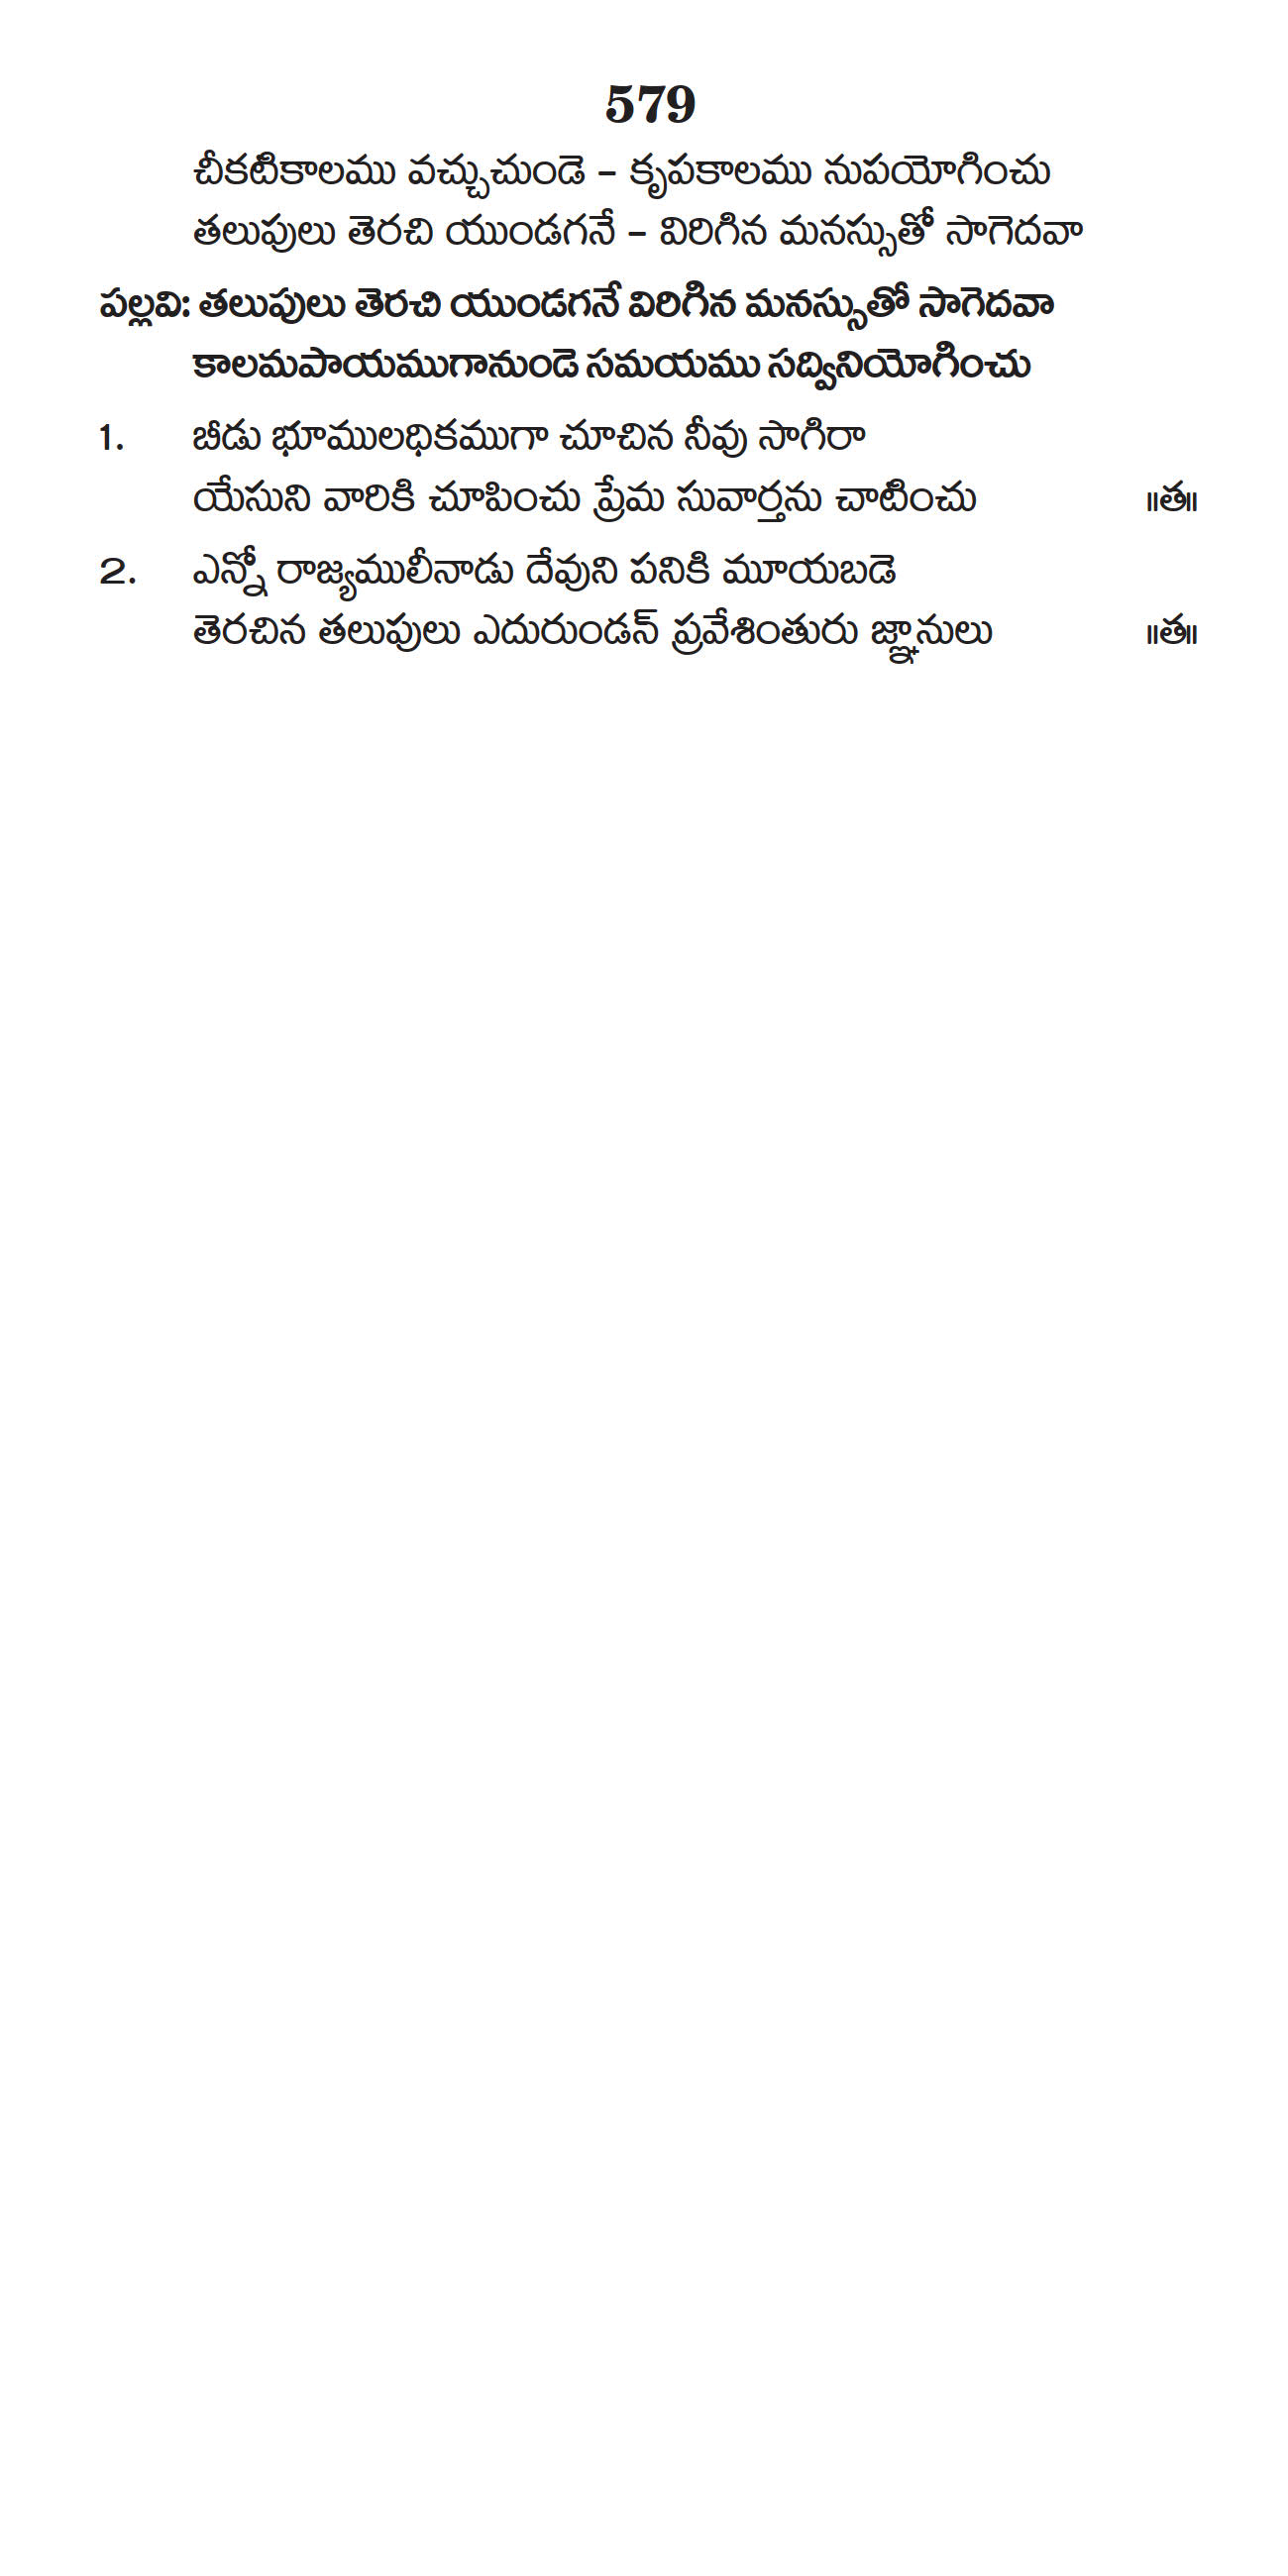 579
చీకటికాలము వచ్చుచుండె – కృపకాలము నుపయోగించు
తలుపులు తెరచి యుండగనే – విరిగిన మనస్సుతో సాగెదవా
పల్లవి: తలుపులు తెరచి యుండగనే విరిగిన మనస్సుతో సాగెదవా
కాలమపాయముగానుండె సమయము సద్వినియోగించు
1. బీడు భూములధికముగా చూచిన నీవు సాగిరా
యేసుని వారికి చూపించు ప్రేమ సువార్తను చాటించు ॥త॥
2. ఎన్నో రాజ్యములీనాడు దేవుని పనికి మూయబడె
తెరచిన తలుపులు ఎదురుండన్ ప్రవేశింతురు జ్ఞానులు ॥త॥